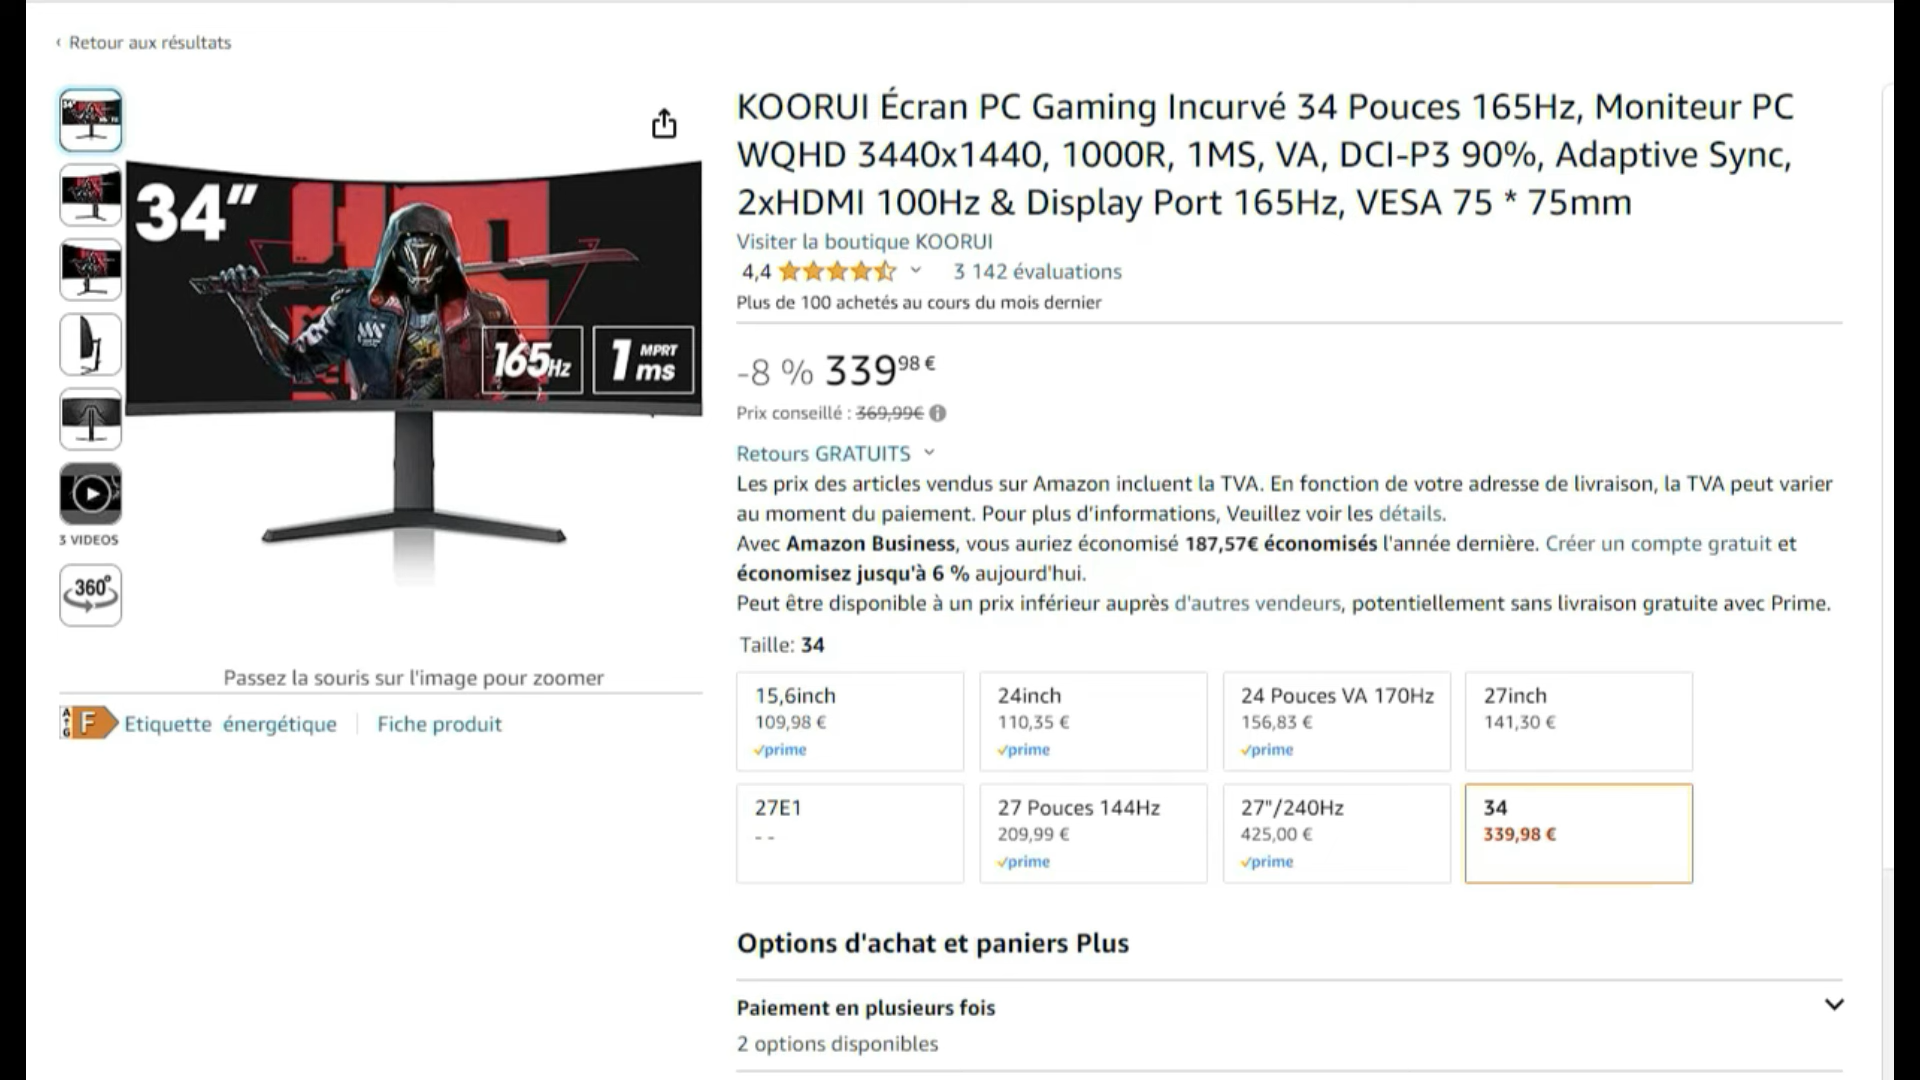 ‹ Retour aux résultats
34"
165Hz
1 MPRT ms
3 VIDEOS
360°
Passez la souris sur l'image pour zoomer
A↑G F Etiquette énergétique | Fiche produit
KOORUI Écran PC Gaming Incurvé 34 Pouces 165Hz, Moniteur PC
WQHD 3440x1440, 1000R, 1MS, VA, DCI-P3 90%, Adaptive Sync,
2xHDMI 100Hz & Display Port 165Hz, VESA 75 * 75mm
Visiter la boutique KOORUI
4,4 3 142 évaluations
Plus de 100 achetés au cours du mois dernier
-8 % 339,98 €
Prix conseillé : 369,99€
Retours GRATUITS
Les prix des articles vendus sur Amazon incluent la TVA. En fonction de votre adresse de livraison, la TVA peut varier
au moment du paiement. Pour plus d'informations, Veuillez voir les détails.
Avec Amazon Business, vous auriez économisé 187,57€ économisés l'année dernière. Créer un compte gratuit et
économisez jusqu'à 6 % aujourd'hui.
Peut être disponible à un prix inférieur auprès d'autres vendeurs, potentiellement sans livraison gratuite avec Prime.
Taille: 34
15,6inch
109,98 €
prime
24inch
110,35 €
prime
24 Pouces VA 170Hz
156,83 €
prime
27inch
141,30 €
27E1
- -
27 Pouces 144Hz
209,99 €
prime
27"/240Hz
425,00 €
prime
34
339,98 €
Options d'achat et paniers Plus
Paiement en plusieurs fois
2 options disponibles